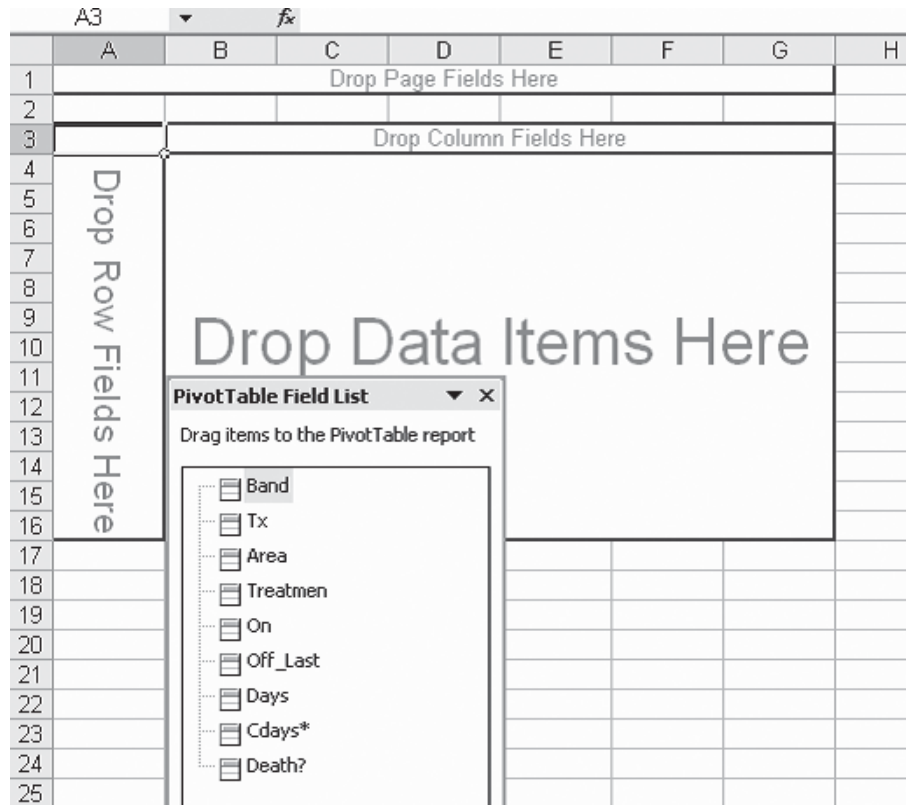 A3 fx
A B C D E F G H
1 Drop Page Fields Here
2
3 Drop Column Fields Here
4
5
6
7
8
9
10
11
12
13
14
15
16
17
18
19
20
21
22
23
24
25
Drop Row Fields Here
Drop Data Items Here
PivotTable Field List
Drag items to the PivotTable report
Band
Tx
Area
Treatmen
On
Off_Last
Days
Cdays*
Death?